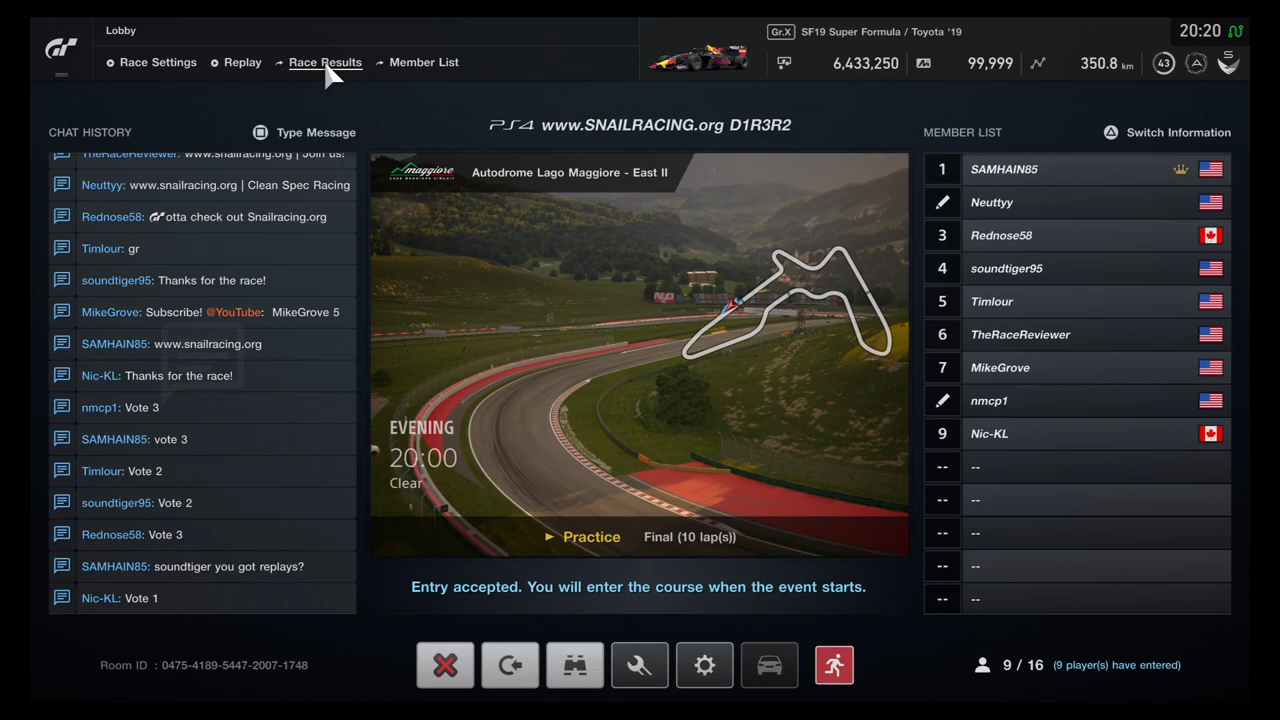 Lobby
Race Settings
Replay
Race Results
Member List
Gr.X SF19 Super Formula / Toyota '19
6,433,250
99,999
350.8 km
43
A
S
20:20
CHAT HISTORY
Type Message
TheRaceReviewer: www.snailracing.org | Join us!
Neuttyy: www.snailracing.org | Clean Spec Racing
Rednose58: otta check out Snailracing.org
Timlour: gr
soundtiger95: Thanks for the race!
MikeGrove: Subscribe! @YouTube: MikeGrove 5
SAMHAIN85: www.snailracing.org
Nic-KL: Thanks for the race!
nmcp1: Vote 3
SAMHAIN85: vote 3
Timlour: Vote 2
soundtiger95: Vote 2
Rednose58: Vote 3
SAMHAIN85: soundtiger you got replays?
Nic-KL: Vote 1
PS4 www.SNAILRACING.org D1R3R2
maggiore
Autodrome Lago Maggiore - East II
EVENING
20:00
Clear
Practice
Final (10 lap(s))
Entry accepted. You will enter the course when the event starts.
MEMBER LIST
Switch Information
1 SAMHAIN85
Neuttyy
3 Rednose58
4 soundtiger95
5 Timlour
6 TheRaceReviewer
7 MikeGrove
nmcp1
9 Nic-KL
-- --
-- --
-- --
-- --
-- --
Room ID : 0475-4189-5447-2007-1748
9 / 16 (9 player(s) have entered)